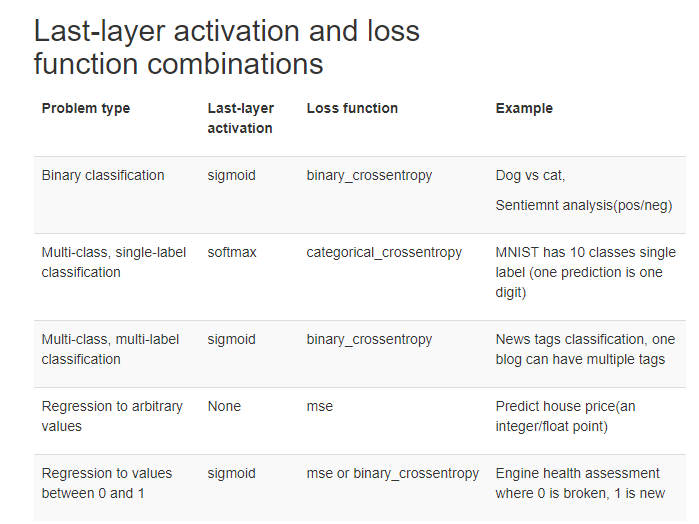 Last-layer activation and loss
function combinations
Problem type Last-layer activation Loss function Example
Binary classification sigmoid binary_crossentropy Dog vs cat,
Sentiemnt analysis(pos/neg)
Multi-class, single-label softmax categorical_crossentropy MNIST has 10 classes single
classification label (one prediction is one
digit)
Multi-class, multi-label sigmoid binary_crossentropy News tags classification, one
classification blog can have multiple tags
Regression to arbitrary None mse Predict house price(an
values integer/float point)
Regression to values sigmoid mse or binary_crossentropy Engine health assessment
between 0 and 1 where 0 is broken, 1 is new